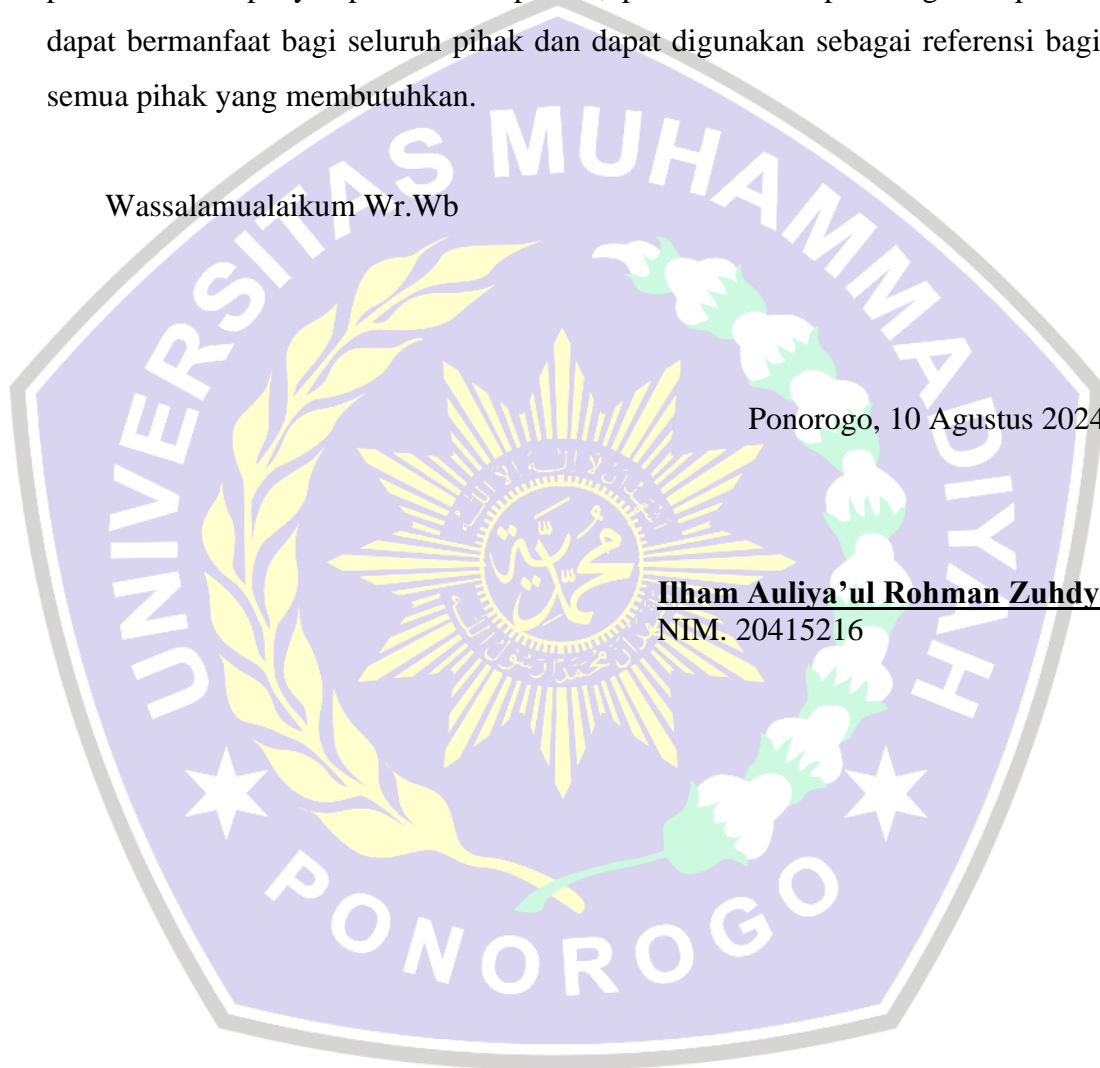 dapat bermanfaat bagi seluruh pihak dan dapat digunakan sebagai referensi bagi
semua pihak yang membutuhkan.
UNIVERSITAS MUHAMMADIYAH
Wassalamualaikum Wr.Wb
Ponorogo, 10 Agustus 2024
محمدية
Ilham Auliya’ul Rohman Zuhdy
NIM. 20415216
PONOROGO